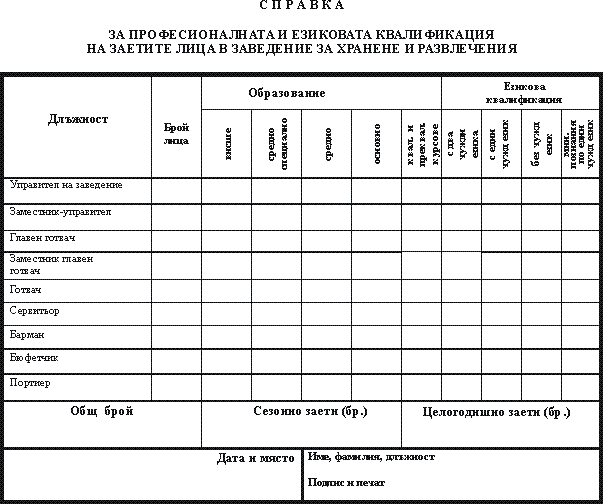 С П Р А В К А
ЗА ПРОФЕСИОНАЛНАТА И ЕЗИКОВАТА КВАЛИФИКАЦИЯ
НА ЗАЕТИТЕ ЛИЦА В ЗАВЕДЕНИЕ ЗА ХРАНЕНЕ И РАЗВЛЕЧЕНИЯ
Длъжност
Брой
лица
Образование
Езикова
квалификация
висше
средно
специално
средно
основно
квал. и
преквал.
курсове
с два
чужди
езика
с един
чужд език
без чужд
език
мин.
познания
по един
чужд език
Управител на заведение
Заместник-управител
Главен готвач
Заместник главен
готвач
Готвач
Сервитьор
Барман
Бюфетчик
Портиер
Общ брой
Сезонно заети (бр.)
Целогодишно заети (бр.)
Дата и място
Име, фамилия, длъжност
Подпис и печат